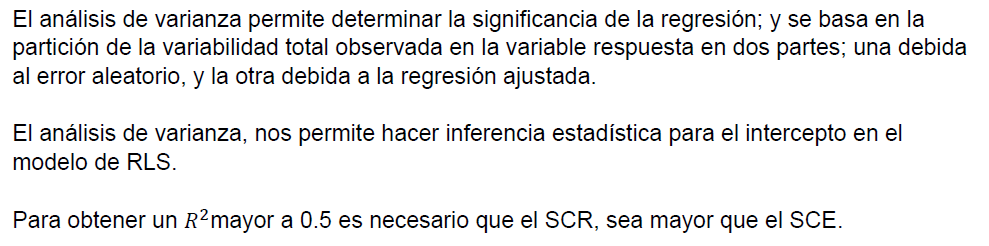 El análisis de varianza permite determinar la significancia de la regresión; y se basa en la
partición de la variabilidad total observada en la variable respuesta en dos partes; una debida
al error aleatorio, y la otra debida a la regresión ajustada.
El análisis de varianza, nos permite hacer inferencia estadística para el intercepto en el
modelo de RLS.
Para obtener un R² mayor a 0.5 es necesario que el SCR, sea mayor que el SCE.